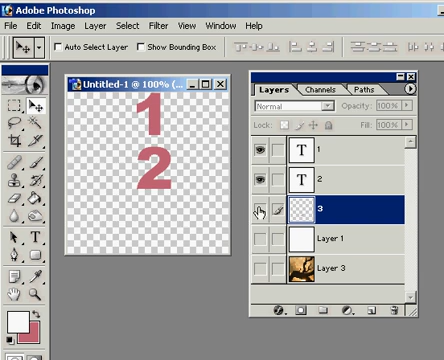 Adobe Photoshop
File Edit Image Layer Select Filter View Window Help
Auto Select Layer Show Bounding Box
Untitled-1 @ 100% (...
1
2
Layers Channels Paths
Normal Opacity: 100%
Lock: Fill: 100%
T 1
T 2
3
Layer 1
Layer 3
T